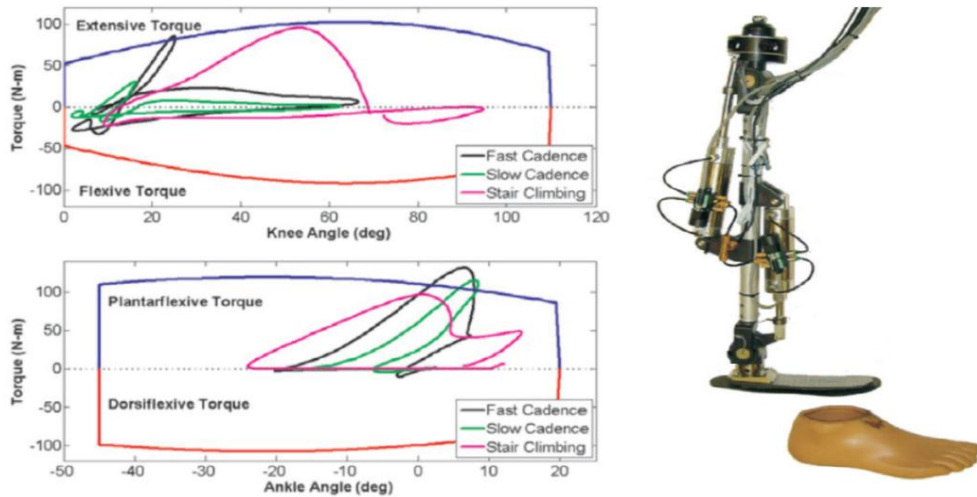 Extensive Torque
100
50
0
-50
-100
Torque (N-m)
Flexive Torque
Fast Cadence
Slow Cadence
Stair Climbing
0 20 40 60 80 100 120
Knee Angle (deg)
Plantarflexive Torque
100
50
0
-50
-100
Torque (N-m)
Dorsiflexive Torque
Fast Cadence
Slow Cadence
Stair Climbing
-50 -40 -30 -20 -10 0 10 20
Ankle Angle (deg)